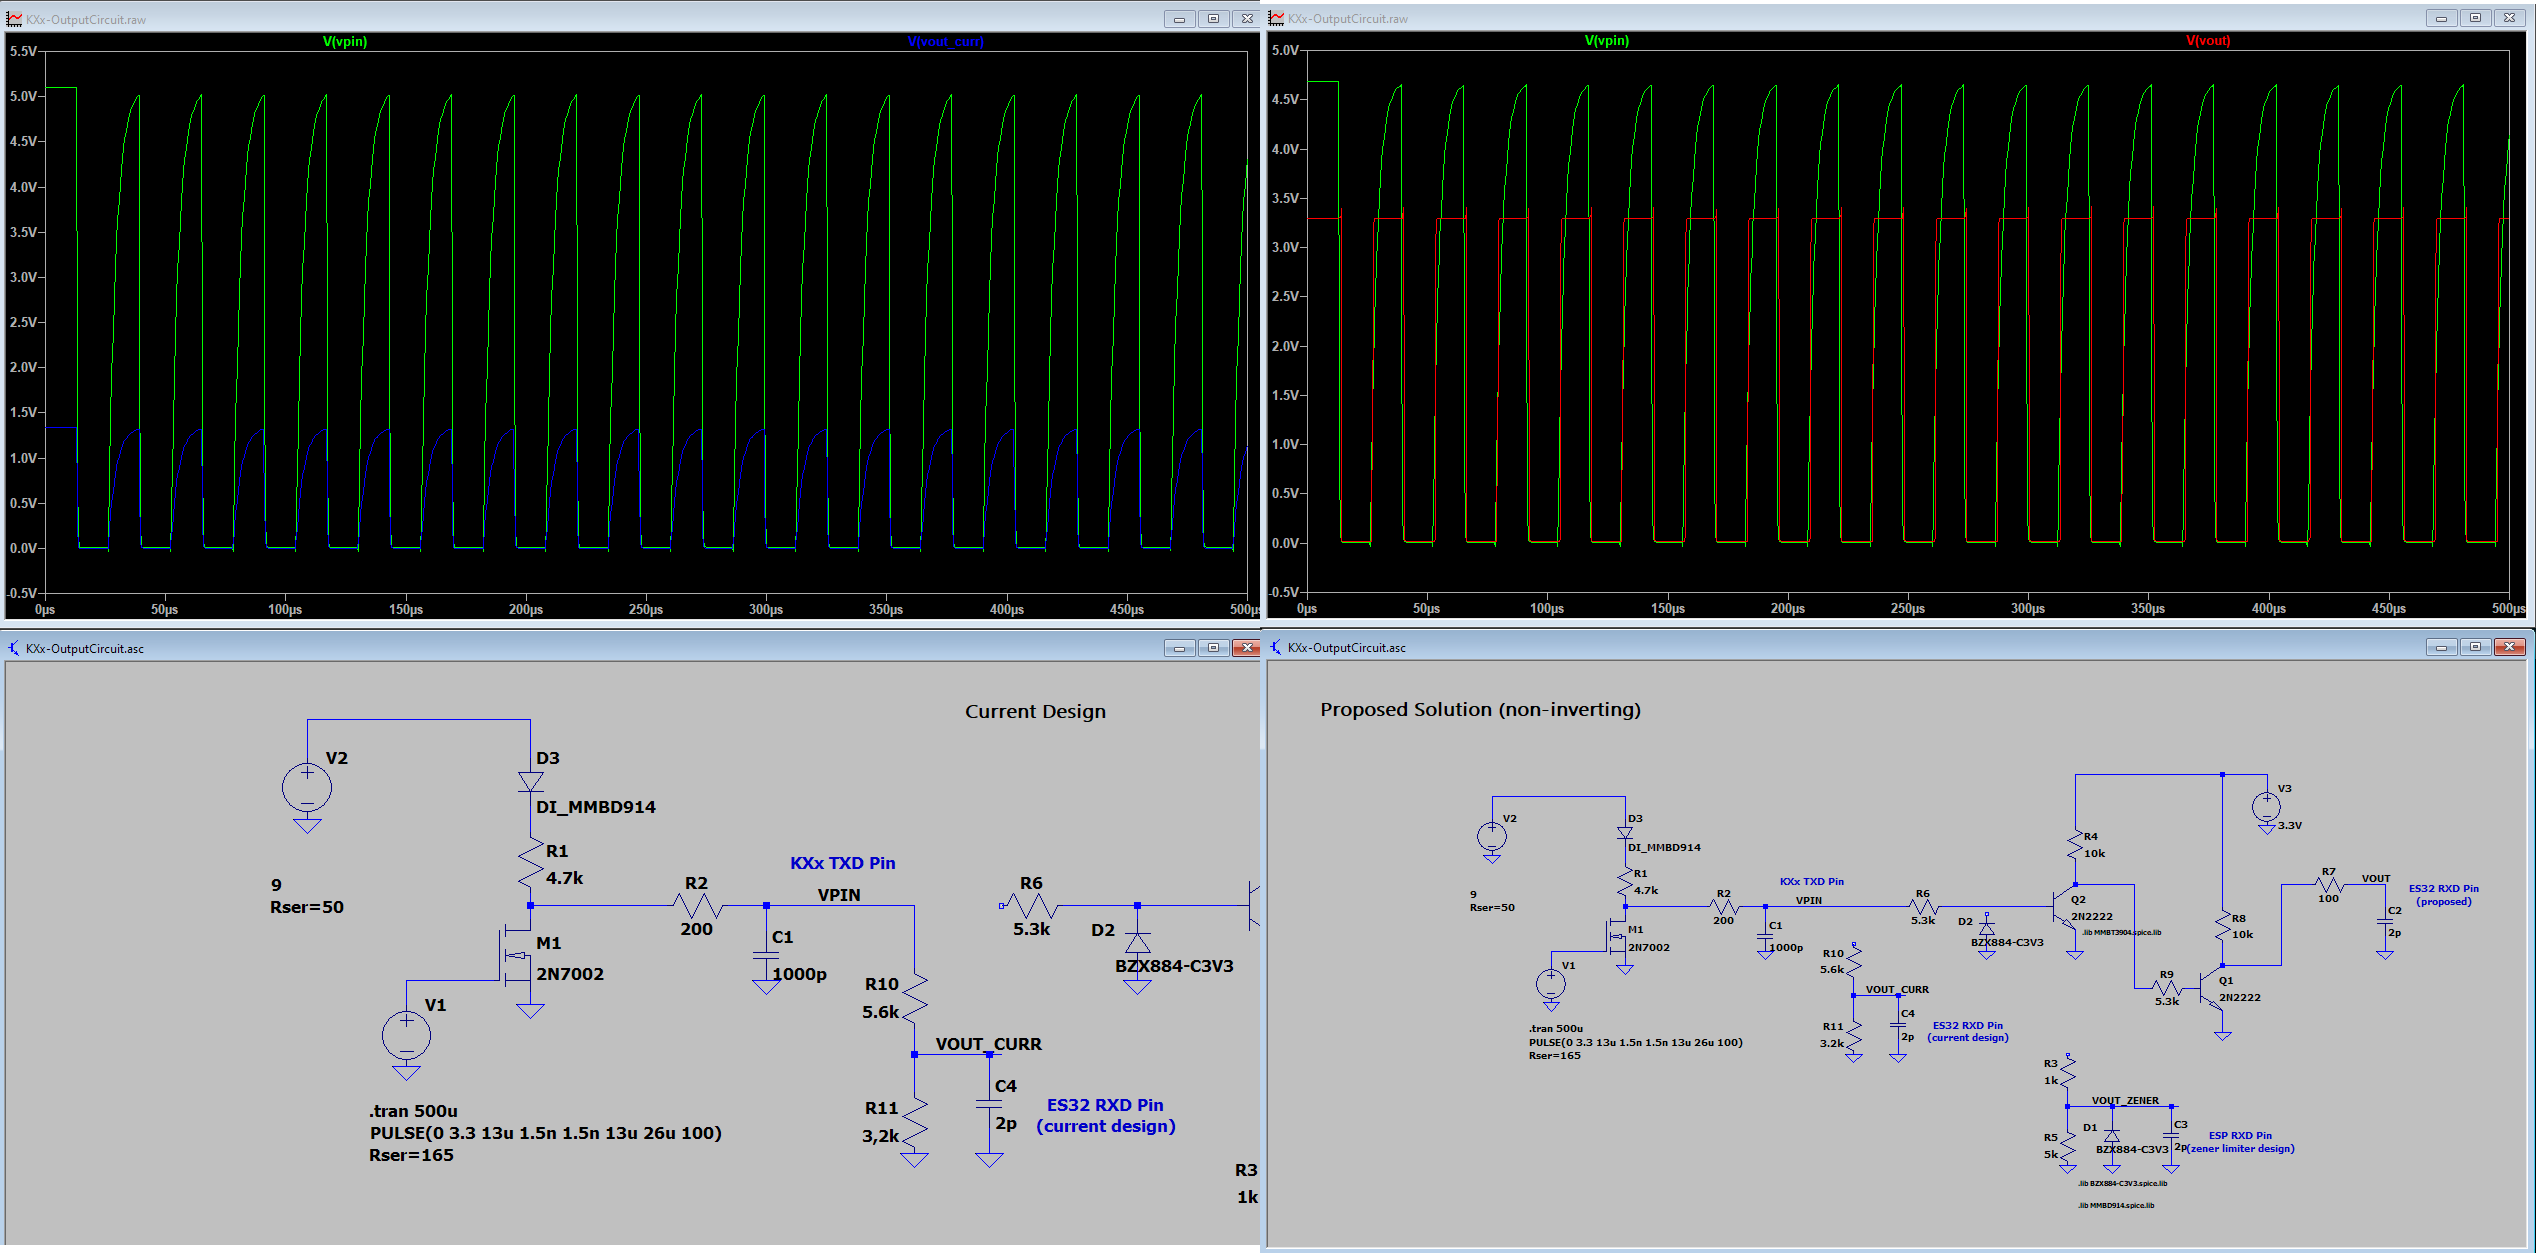 KXx-OutputCircuit.raw
V(vpin)
V(vout_curr)
5.5V
5.0V
4.5V
4.0V
3.5V
3.0V
2.5V
2.0V
1.5V
1.0V
0.5V
0.0V
-0.5V
0µs
50µs
100µs
150µs
200µs
250µs
300µs
350µs
400µs
450µs
500µs
KXx-OutputCircuit.raw
V(vpin)
V(vout)
5.0V
4.5V
4.0V
3.5V
3.0V
2.5V
2.0V
1.5V
1.0V
0.5V
0.0V
-0.5V
0µs
50µs
100µs
150µs
200µs
250µs
300µs
350µs
400µs
450µs
500µs
KXx-OutputCircuit.asc
Current Design
V2
D3
DI_MMBD914
R1
4.7k
9
Rser=50
KXx TXD Pin
VPIN
R2
200
R6
5.3k
D2
BZX884-C3V3
C1
1000p
M1
2N7002
V1
R10
5.6k
VOUT_CURR
C4
2p
R11
3,2k
ES32 RXD Pin
(current design)
.tran 500u
PULSE(0 3.3 13u 1.5n 1.5n 13u 26u 100)
Rser=165
R3
1k
KXx-OutputCircuit.asc
Proposed Solution (non-inverting)
V2
D3
DI_MMBD914
R1
4.7k
9
Rser=50
KXx TXD Pin
VPIN
R2
200
C1
1000p
M1
2N7002
V1
R6
5.3k
D2
BZX884-C3V3
R4
10k
Q2
2N2222
.lib MMBT3904.spice.lib
V3
3.3V
R7
100
VOUT
C2
2p
ES32 RXD Pin
(proposed)
R8
10k
R9
5.3k
Q1
2N2222
R10
5.6k
VOUT_CURR
C4
2p
R11
3.2k
ES32 RXD Pin
(current design)
.tran 500u
PULSE(0 3.3 13u 1.5n 1.5n 13u 26u 100)
Rser=165
R3
1k
VOUT_ZENER
D1
BZX884-C3V3
C3
2p
R5
5k
ESP RXD Pin
(zener limiter design)
.lib BZX884-C3V3.spice.lib
.lib MMBD914.spice.lib